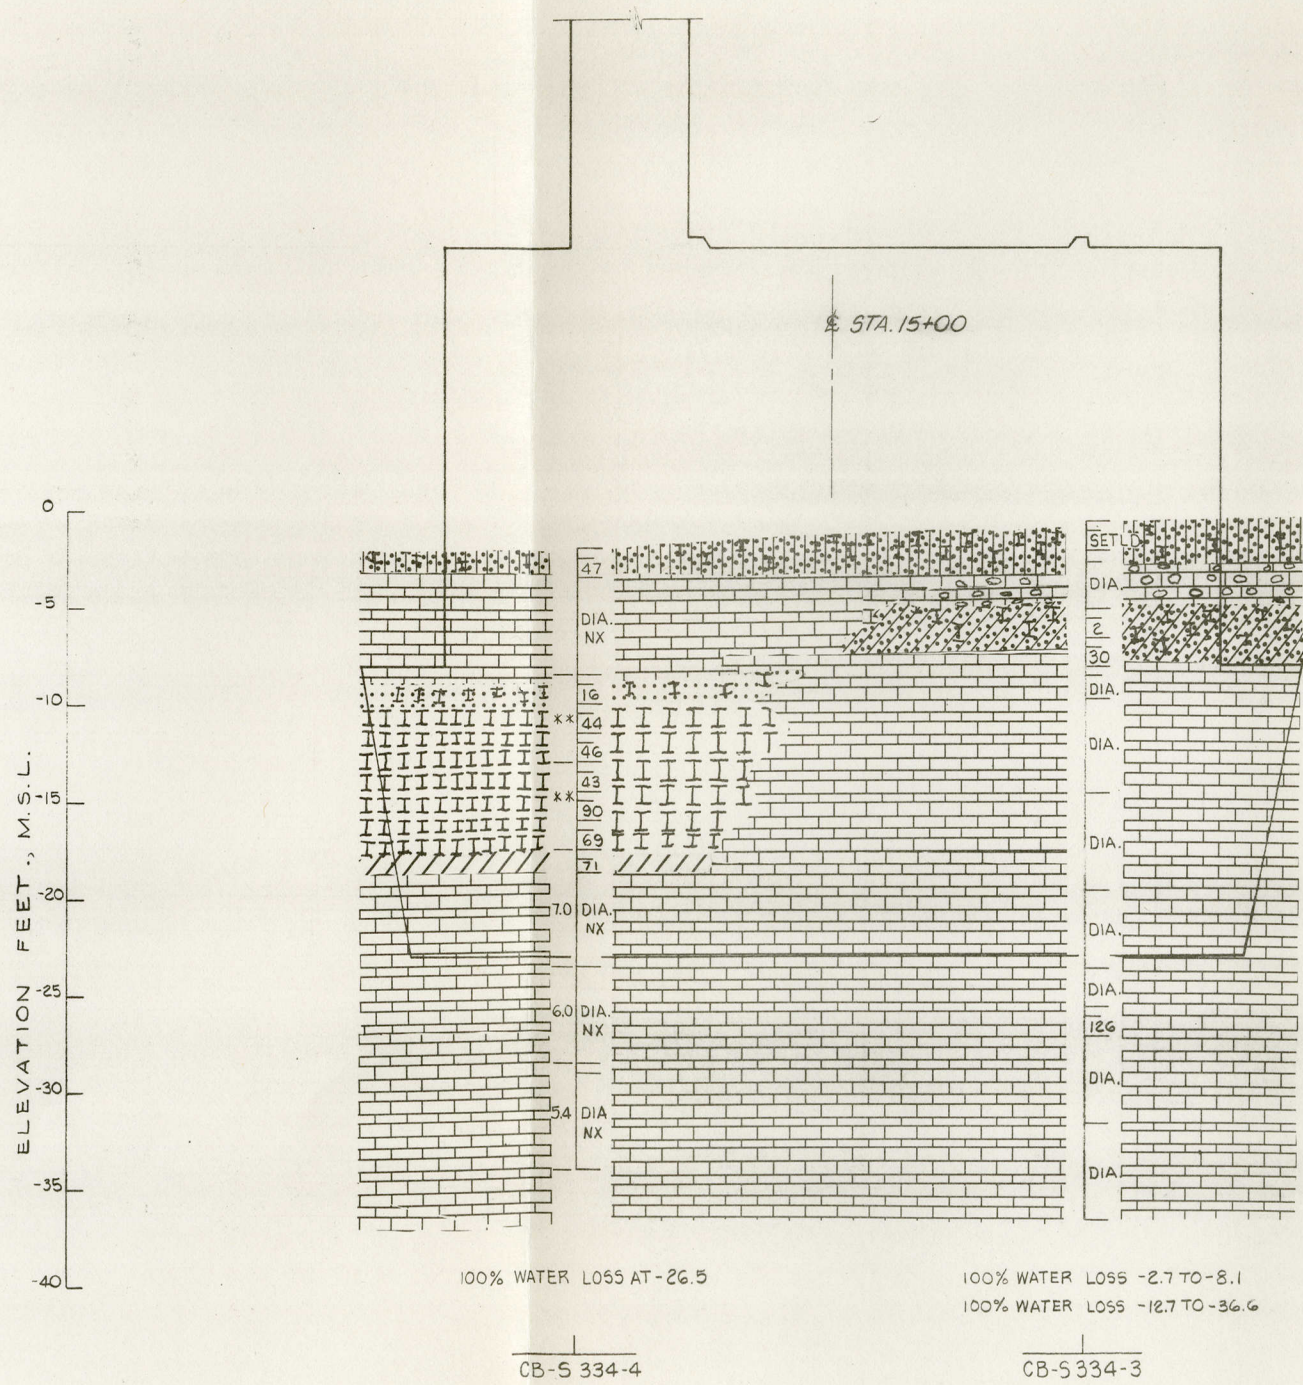 ℄ STA. 15+00
ELEVATION FEET., M.S.L.
0
-5
-10
-15
-20
-25
-30
-35
-40
47
DIA.
NX
16
** 44
46
43
**
90
69
71
7.0 DIA.
NX
6.0 DIA.
NX
5.4 DIA
NX
SETLD
DIA.
2
30
DIA.
DIA.
DIA.
DIA.
DIA.
126
DIA.
DIA.
100% WATER LOSS AT -26.5
100% WATER LOSS -2.7 TO -8.1
100% WATER LOSS -12.7 TO -36.6
CB-S 334-4
CB-S 334-3